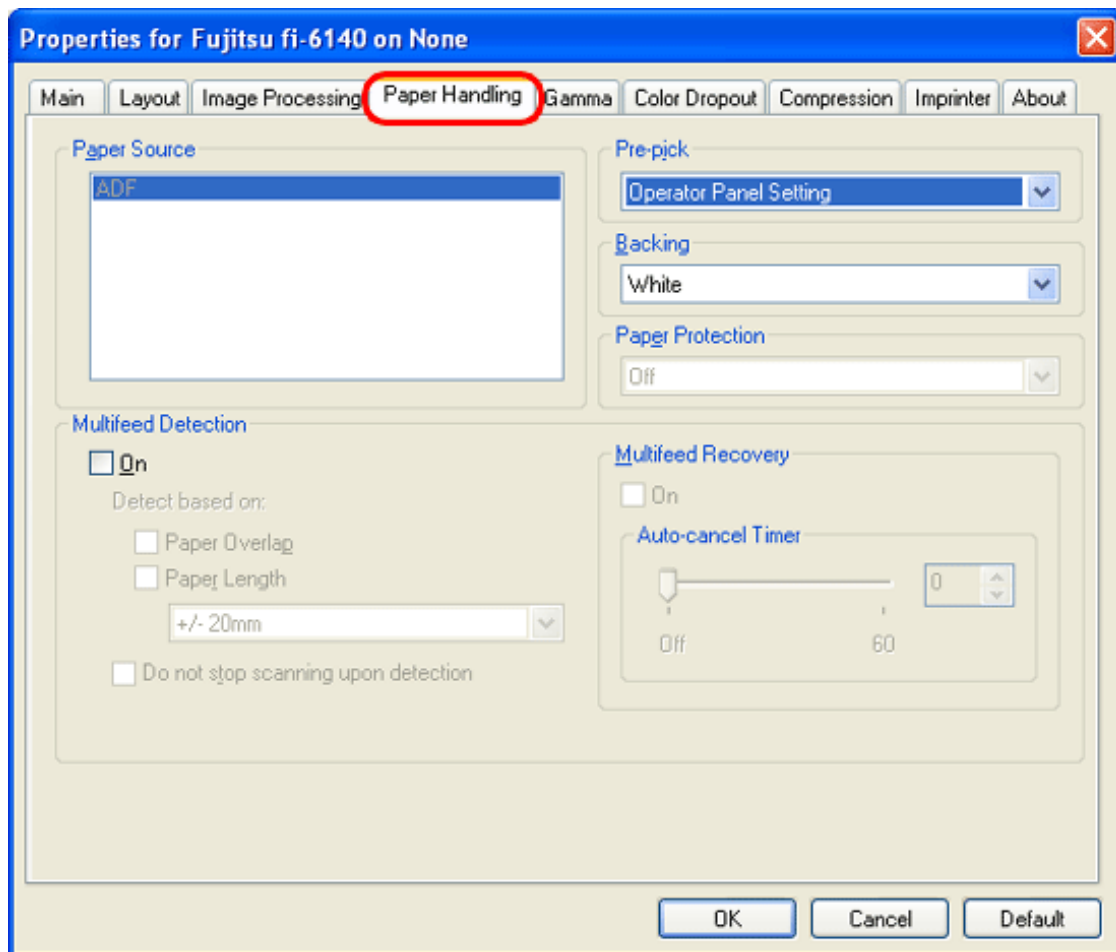 Properties for Fujitsu fi-6140 on None
Main Layout Image Processing Paper Handling Gamma Color Dropout Compression Imprinter About
Paper Source
ADF
Pre-pick
Operator Panel Setting
Backing
White
Paper Protection
Off
Multifeed Detection
On
Detect based on:
Paper Overlap
Paper Length
+/- 20mm
Do not stop scanning upon detection
Multifeed Recovery
On
Auto-cancel Timer
0
Off 60
OK Cancel Default